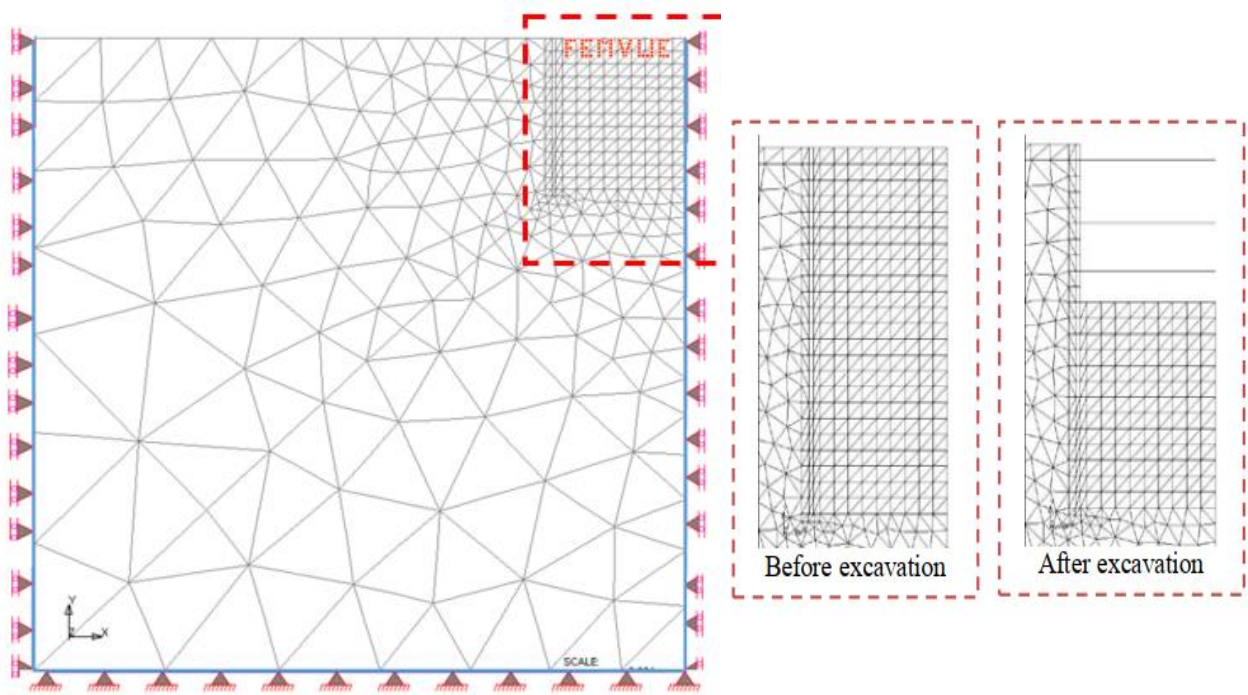 FEMVUE
Y
X
Z
SCALE:
Before excavation
After excavation